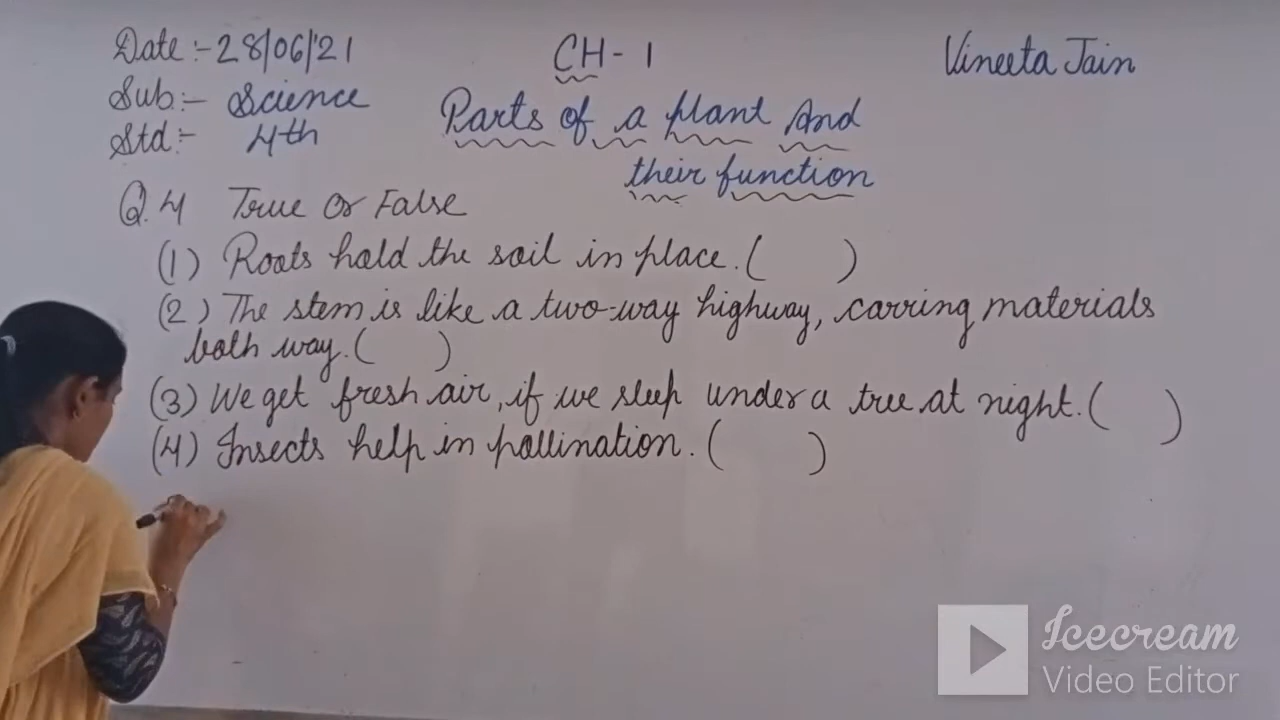 Date:-28/06/21
CH-1
Vineeta Jain
Sub:- Science
Parts of a plant And
Std:- 4th
their function
Q.4 True or False
(1) Roots hold the soil in place. ( )
(2) The stem is like a two-way highway, carring materials
both way. ( )
(3) We get fresh air, if we sleep under a tree at night. ( )
(4) Insects help in pollination. ( )
Icecream
Video Editor